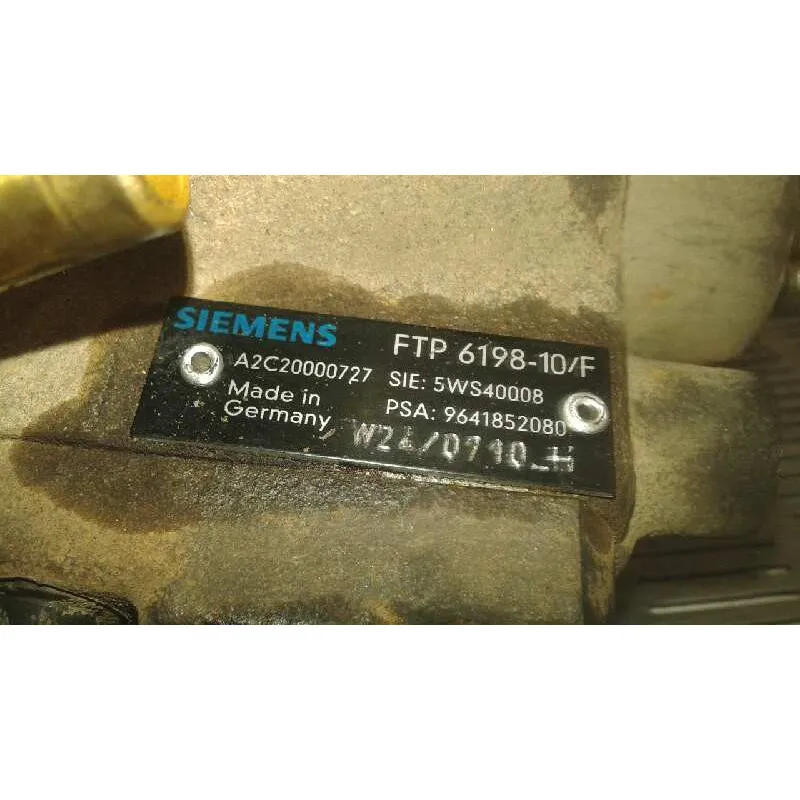 SIEMENS
FTP 6198-10/F
A2C20000727
SIE: 5WS40008
Made in
Germany
PSA: 9641852080